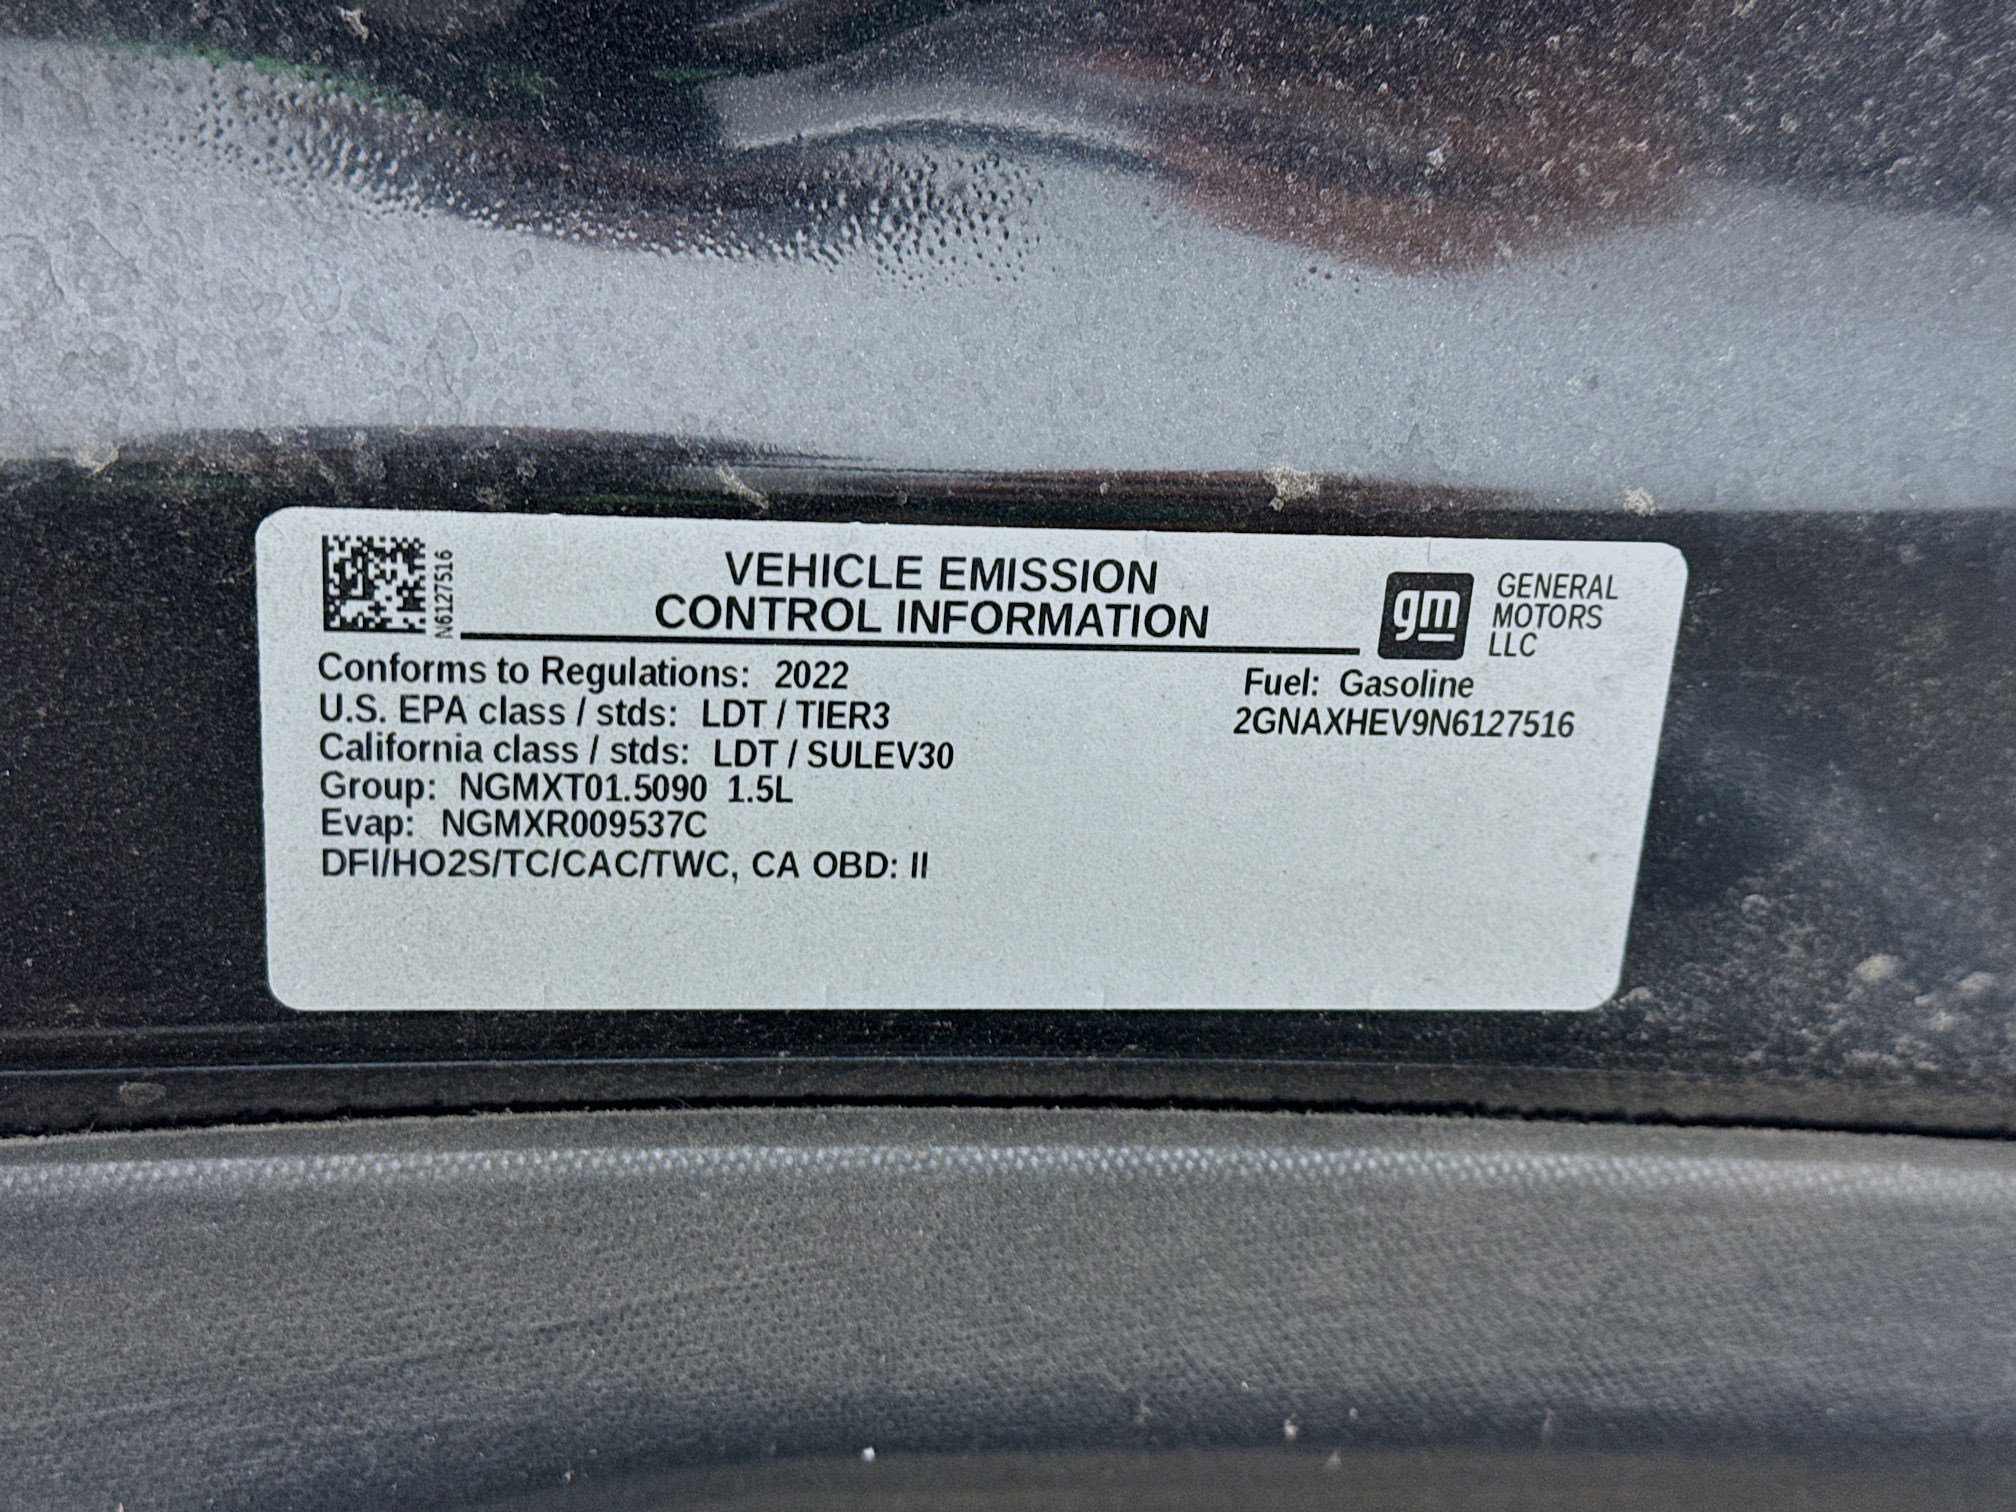 N6127516
VEHICLE EMISSION
CONTROL INFORMATION
gm
GENERAL
MOTORS
LLC
Conforms to Regulations: 2022
U.S. EPA class / stds: LDT / TIER3
California class / stds: LDT / SULEV30
Group: NGMXT01.5090 1.5L
Evap: NGMXR009537C
DFI/HO2S/TC/CAC/TWC, CA OBD: II
Fuel: Gasoline
2GNAXHEV9N6127516